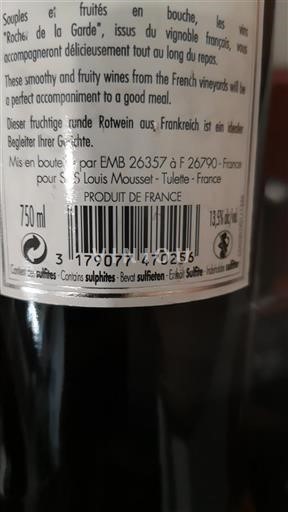 Souples et fruités en bouche, les vins
"Roches de la Garde", issus du vignoble français, vous
accompagneront délicieusement tout au long du repas.
These smoothy and fruity wines from the French vineyards will be
a perfect accompaniment to a good meal.
Dieser fruchtige runde Rotwein aus Frankreich ist ein idealer
Begleiter Ihrer Gerichte.
Mis en bouteille par EMB 26357 à F 26790 - France
pour SAS Louis Mousset - Tulette - France
PRODUIT DE FRANCE
750 ml
13,5% alc/vol.
3 179077 470256
Contient des sulfites - Contains sulphites - Bevat sulfieten - Enthält Sulfite - Indeholder sulfitter